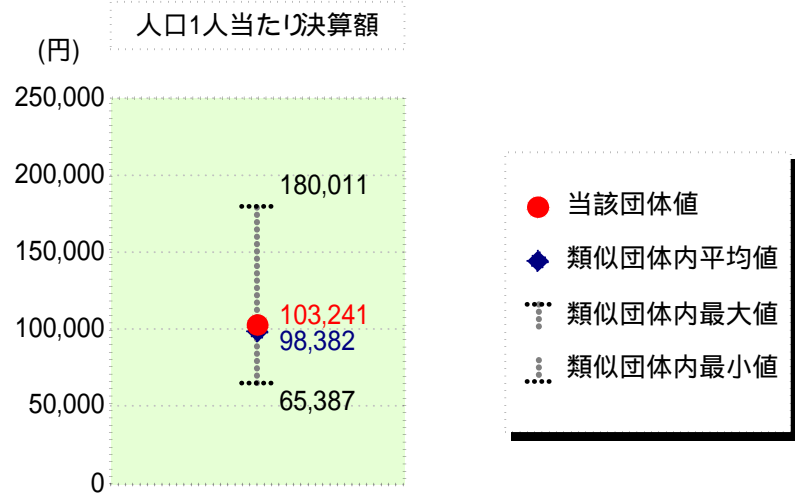 人口1人当たり決算額
(円)
250,000
200,000
180,011
150,000
103,241
100,000
98,382
65,387
50,000
0
当該団体値
類似団体内平均値
類似団体内最大値
類似団体内最小値